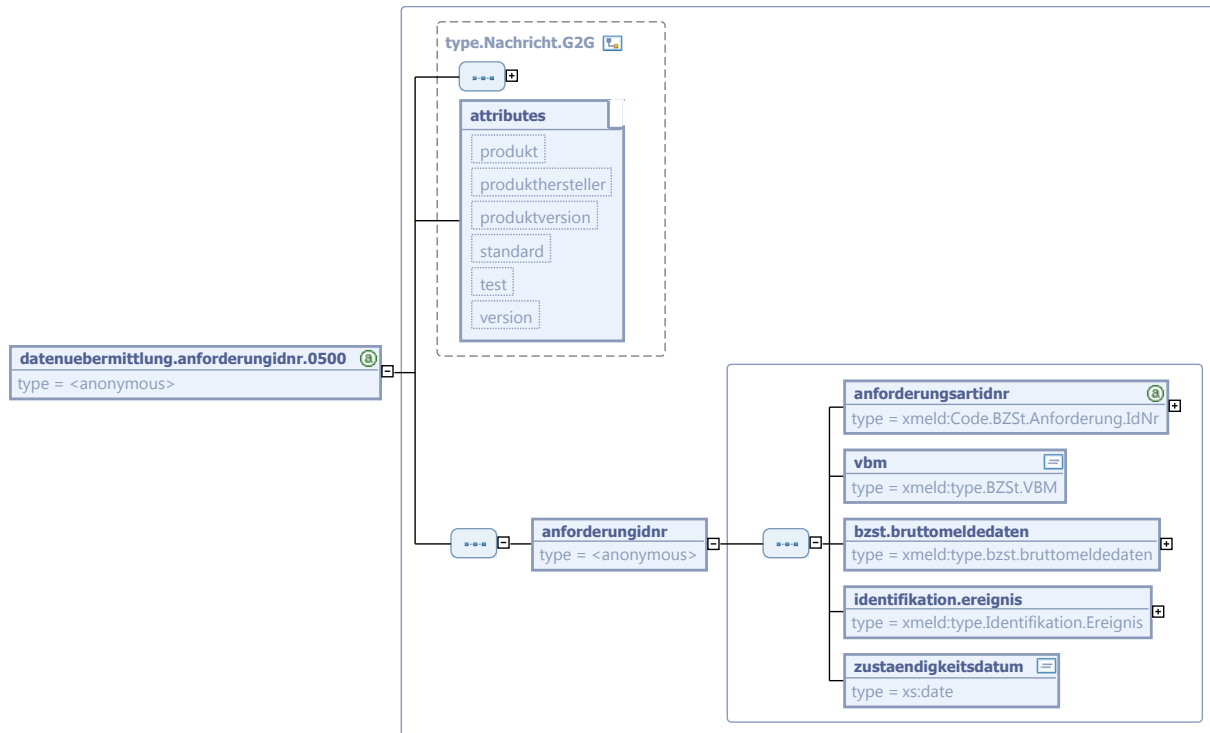 type.Nachricht.G2G
attributes
produkt
produkthersteller
produktversion
standard
test
version
datenuebermittlung.anforderungidnr.0500
type = <anonymous>
anforderungidnr
type = <anonymous>
anforderungsartidnr
type = xmeld:Code.BZSt.Anforderung.IdNr
vbm
type = xmeld:type.BZSt.VBM
bzst.bruttomeldedaten
type = xmeld:type.bzst.bruttomeldedaten
identifikation.ereignis
type = xmeld:type.Identifikation.Ereignis
zustaendigkeitsdatum
type = xs:date